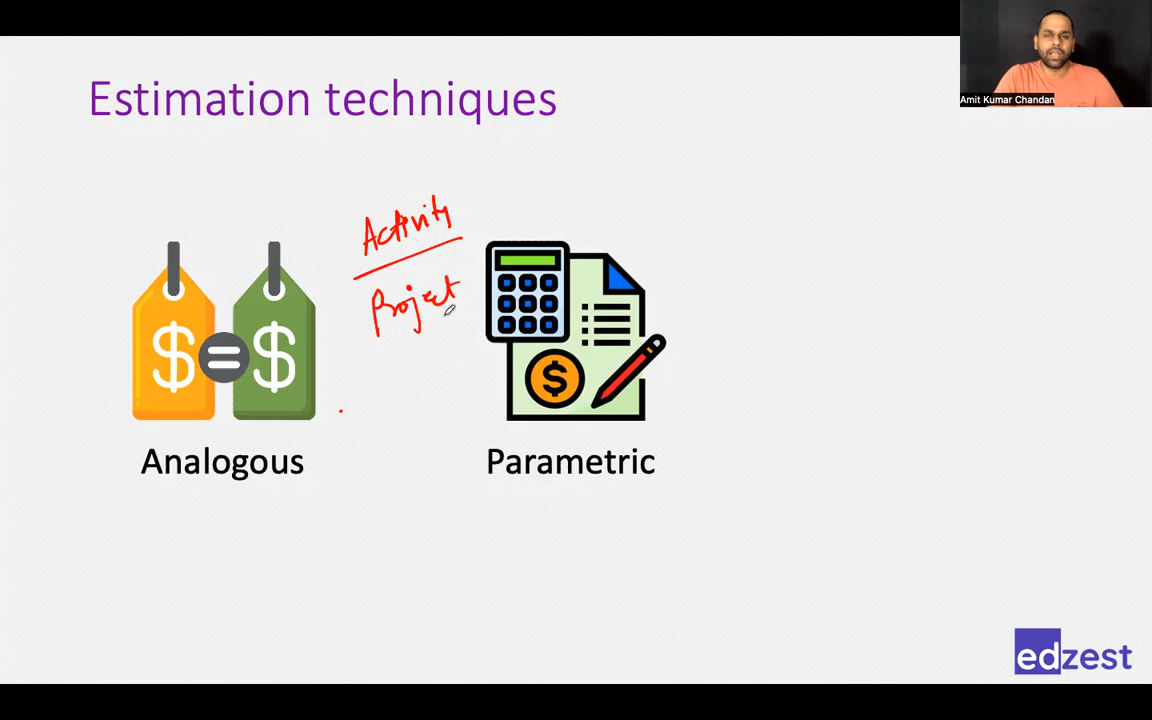 Amit Kumar Chandan
Estimation techniques
Activity
Project
$ = $
$
Analogous
Parametric
edzest